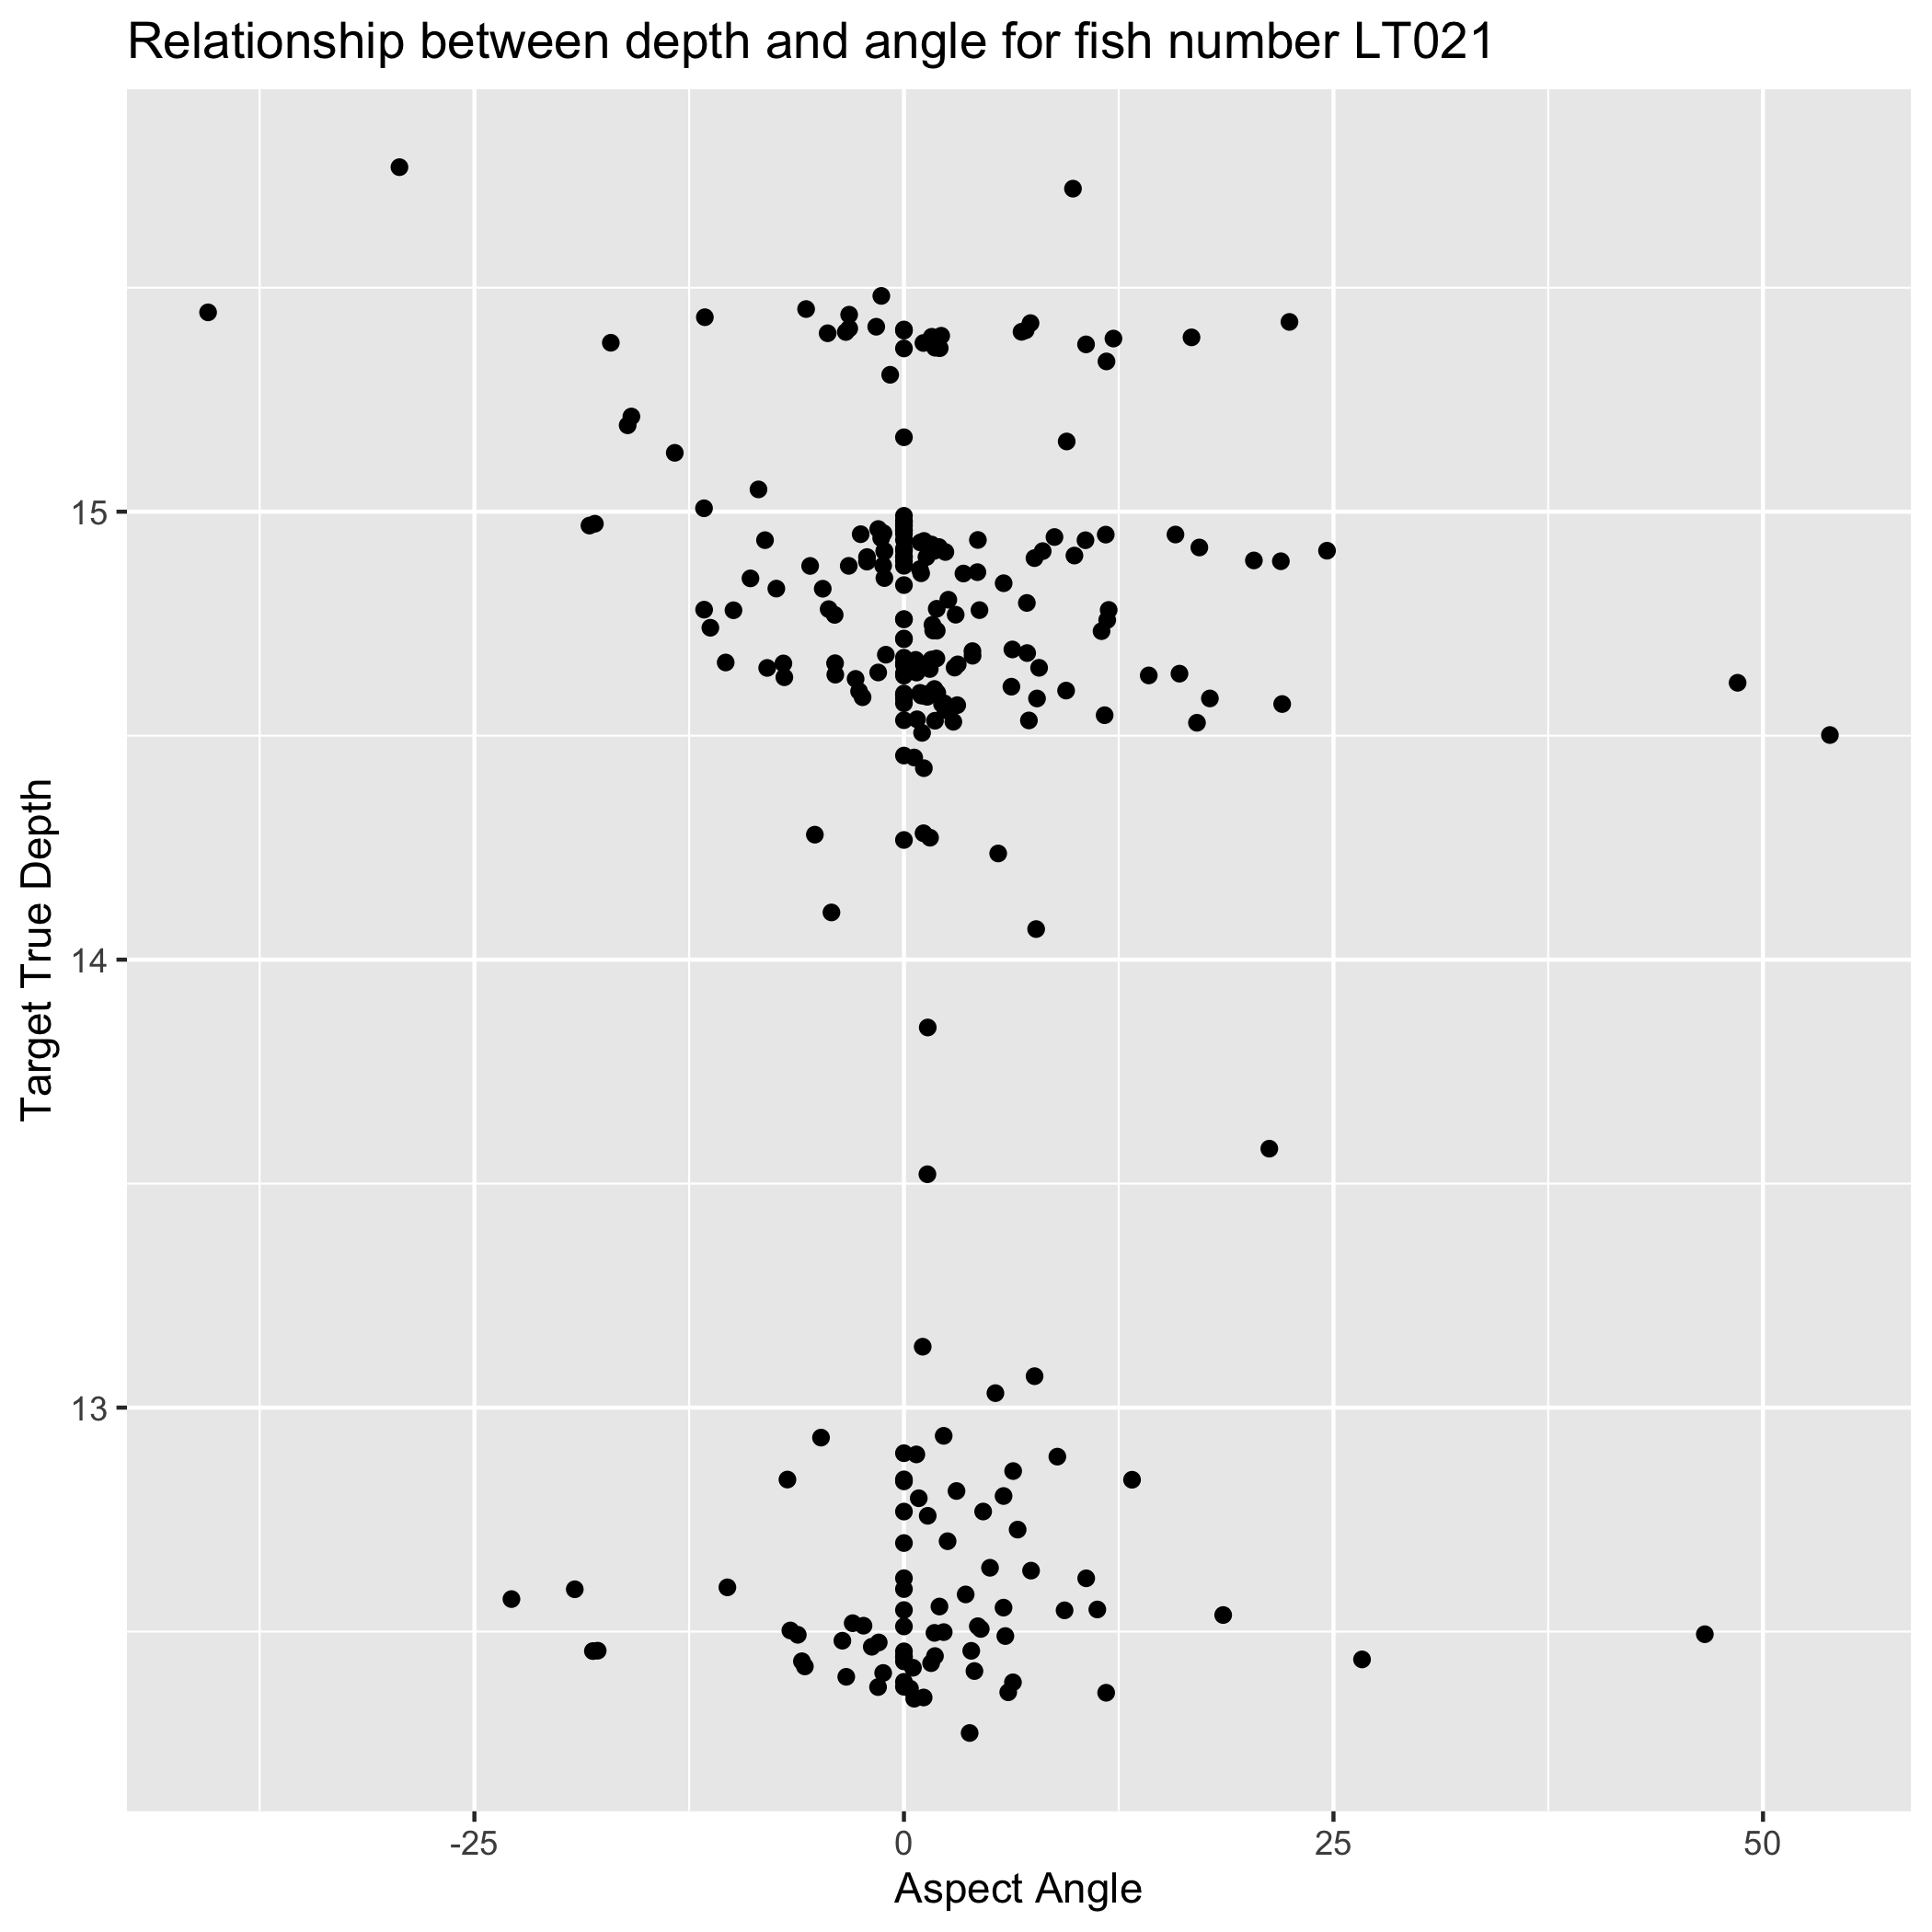 Relationship between depth and angle for fish number LT021
Target True Depth
15
14
13
-25
0
25
50
Aspect Angle